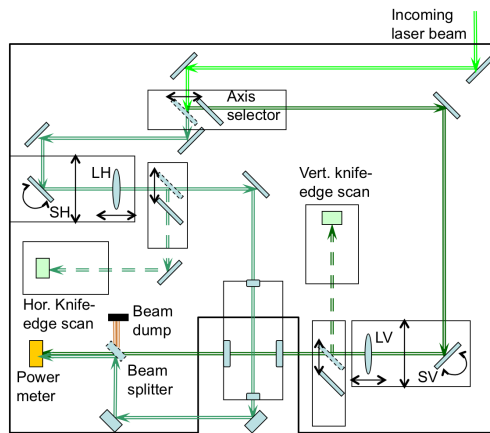 Incoming
laser beam
Axis
selector
LH
SH
Vert. knife-
edge scan
Hor. Knife-
edge scan
Beam
dump
LV
SV
Power
meter
Beam
splitter